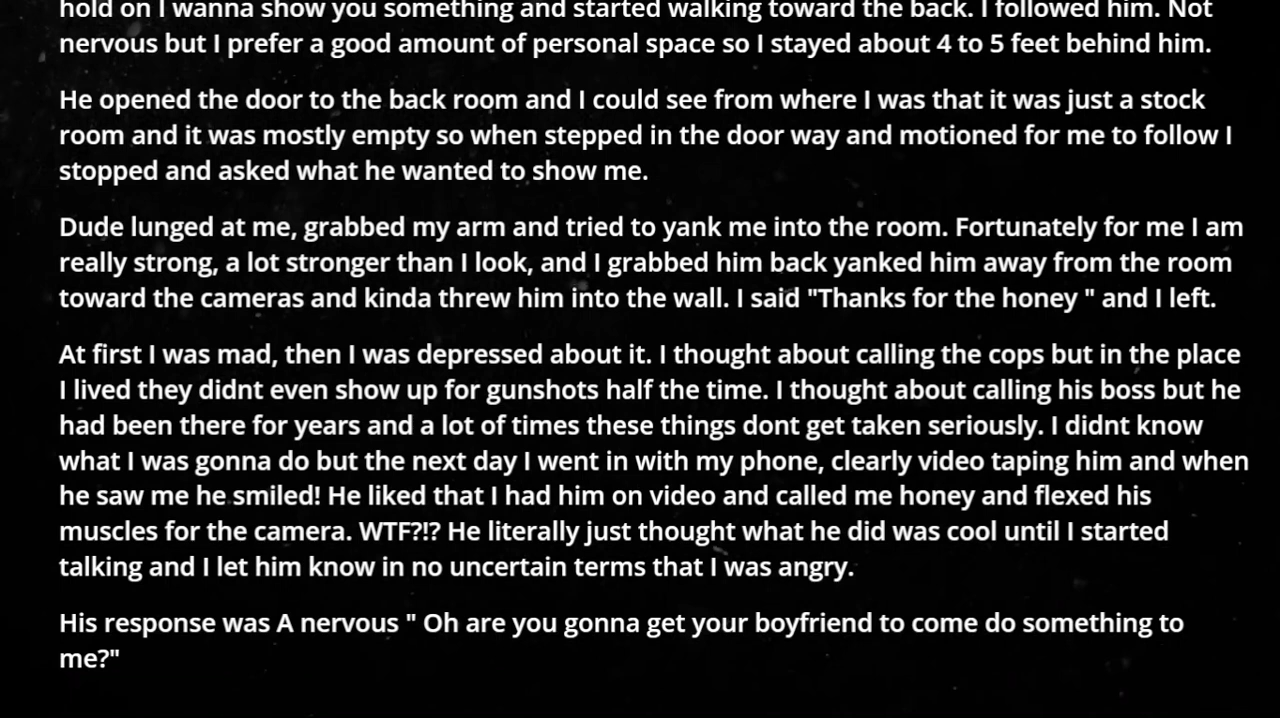 hold on I wanna show you something and started walking toward the back. I followed him. Not
nervous but I prefer a good amount of personal space so I stayed about 4 to 5 feet behind him.
He opened the door to the back room and I could see from where I was that it was just a stock
room and it was mostly empty so when stepped in the door way and motioned for me to follow I
stopped and asked what he wanted to show me.
Dude lunged at me, grabbed my arm and tried to yank me into the room. Fortunately for me I am
really strong, a lot stronger than I look, and I grabbed him back yanked him away from the room
toward the cameras and kinda threw him into the wall. I said "Thanks for the honey " and I left.
At first I was mad, then I was depressed about it. I thought about calling the cops but in the place
I lived they didnt even show up for gunshots half the time. I thought about calling his boss but he
had been there for years and a lot of times these things dont get taken seriously. I didnt know
what I was gonna do but the next day I went in with my phone, clearly video taping him and when
he saw me he smiled! He liked that I had him on video and called me honey and flexed his
muscles for the camera. WTF?!? He literally just thought what he did was cool until I started
talking and I let him know in no uncertain terms that I was angry.
His response was A nervous " Oh are you gonna get your boyfriend to come do something to
me?"